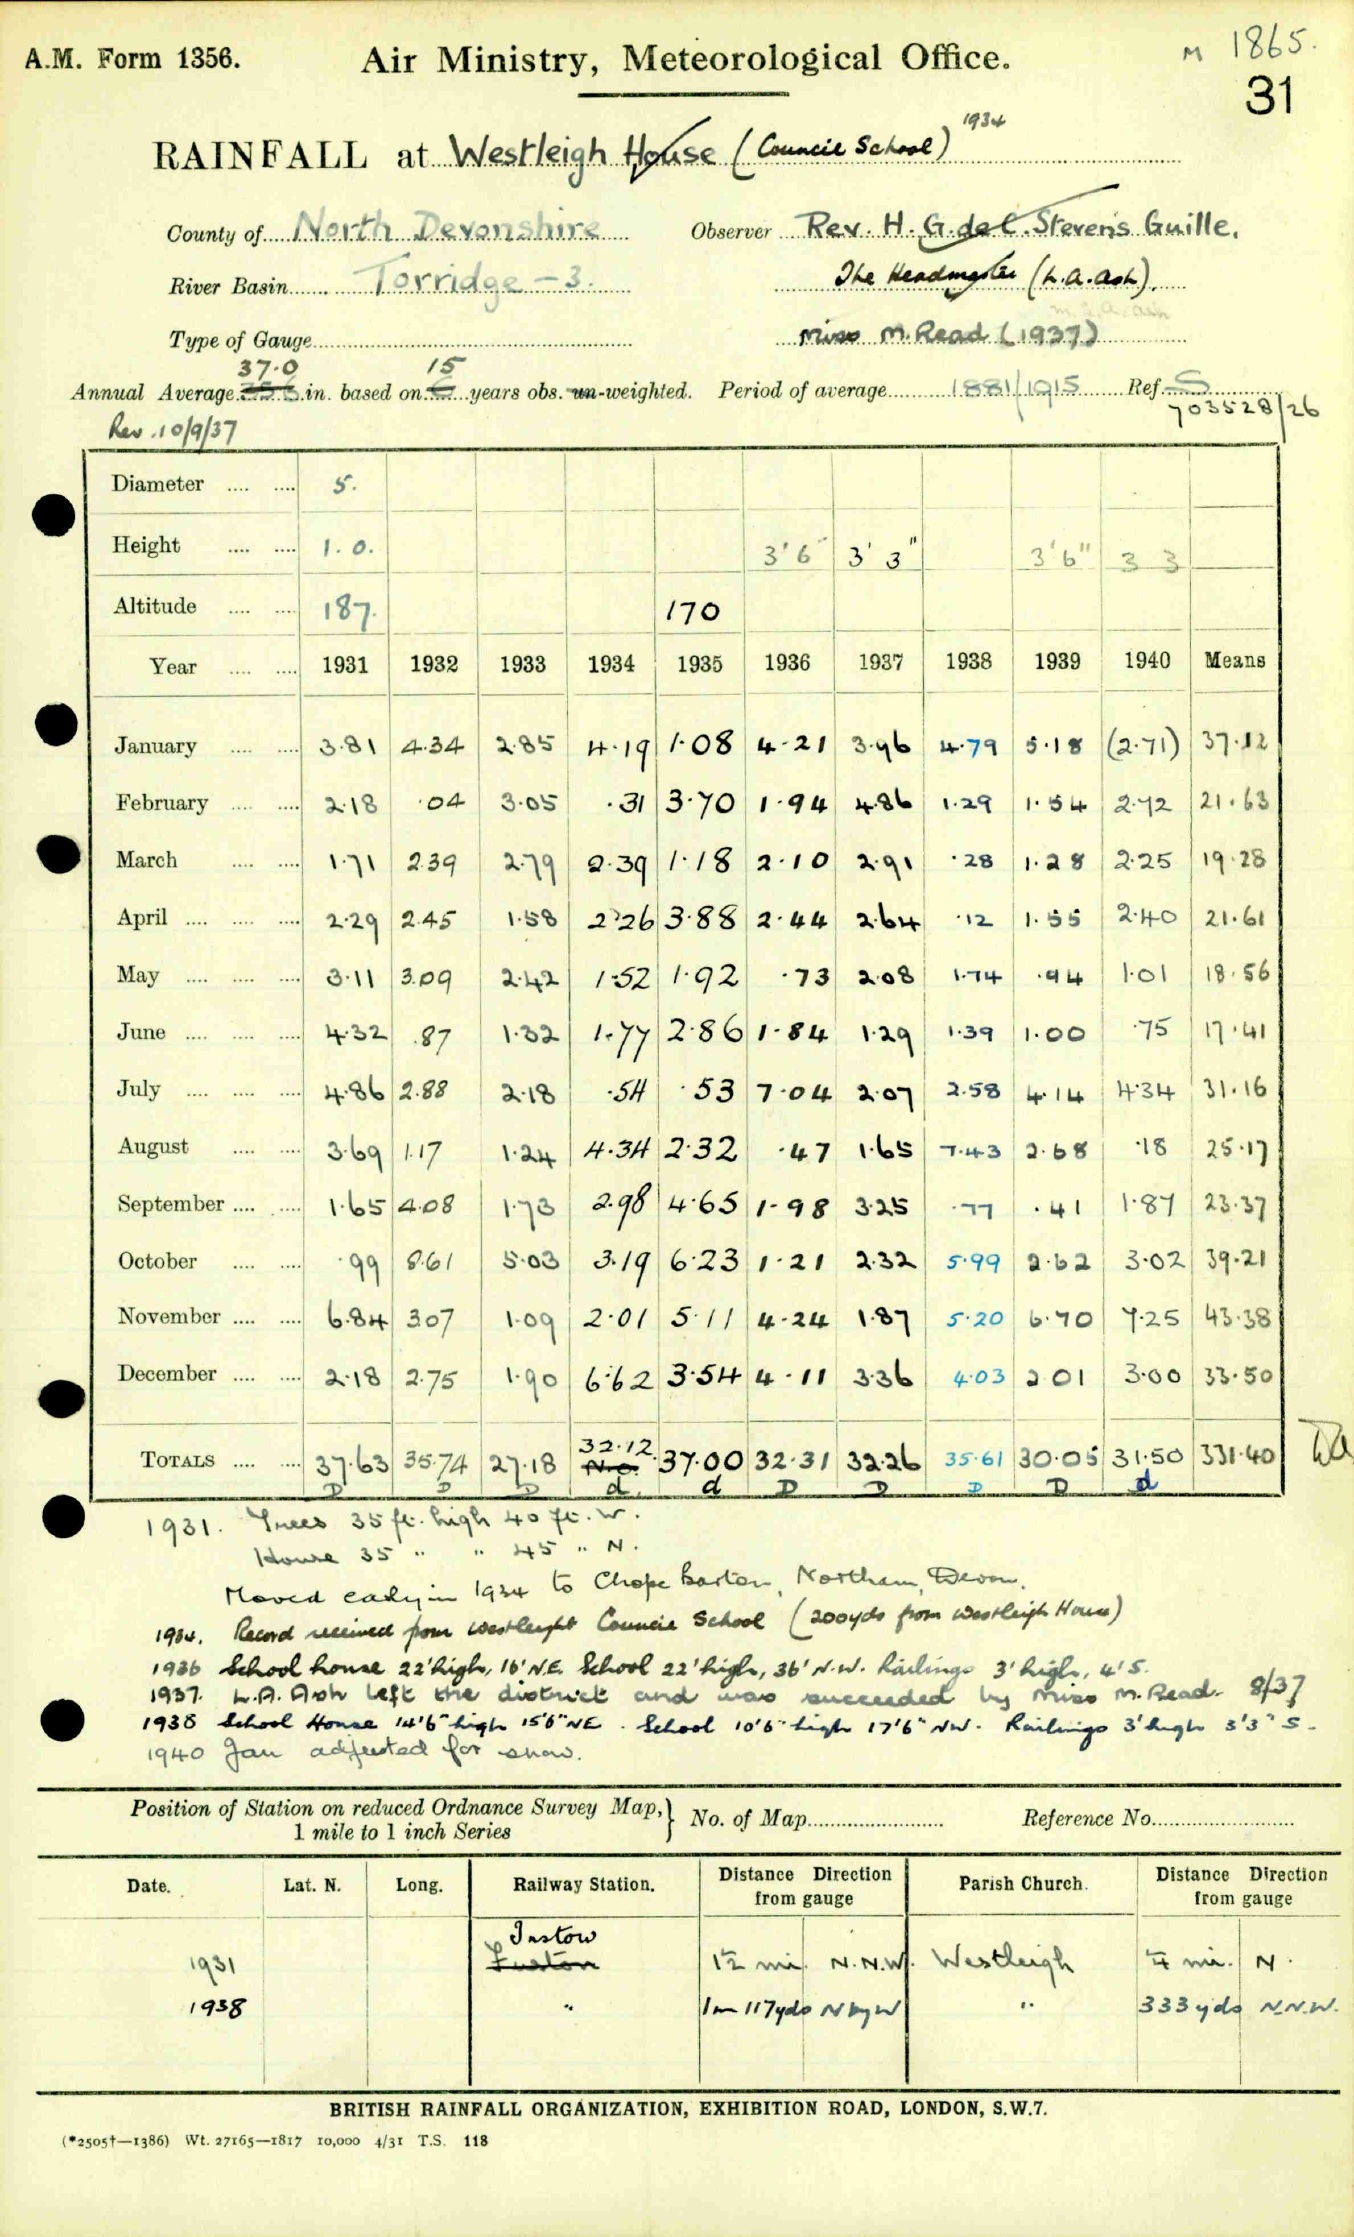 A.M. Form 1356.
Air Ministry, Meteorological Office.
M 1865.
31
RAINFALL at Westleigh House (Council School) 1934
County of North Devonshire Observer Rev. H. G. de L. Stevens Guille.
River Basin Torridge - 3. The Headmaster (L.A. Ash).
Type of Gauge Miss M. Read (1937)
37.0 15
Annual Average in. based on years obs. un-weighted. Period of average 1881/1915 Ref. S
703528/26
Rev. 10/9/37
Diameter .... .... 5.
Height .... .... 1. 0. 3' 6" 3' 3" 3' 6" 3 3
Altitude .... .... 187. 170
Year .... .... 1931 1932 1933 1934 1935 1936 1937 1938 1939 1940 Means
January .... .... 3.81 4.34 2.85 4.19 1.08 4.21 3.96 4.79 5.18 (2.71) 37.12
February .... .... 2.18 .04 3.05 .31 3.70 1.94 4.86 1.29 1.54 2.72 21.63
March .... .... 1.71 2.39 2.79 2.39 1.18 2.10 2.91 .28 1.28 2.25 19.28
April .... .... .... 2.29 2.45 1.58 2.26 3.88 2.44 2.64 .12 1.55 2.40 21.61
May .... .... .... 3.11 3.09 2.42 1.52 1.92 .73 2.08 1.74 .94 1.01 18.56
June .... .... .... 4.32 .87 1.32 1.77 2.86 1.84 1.29 1.39 1.00 .75 17.41
July .... .... .... 4.86 2.88 2.18 .54 .53 7.04 2.07 2.58 4.14 4.34 31.16
August .... .... 3.69 1.17 1.24 4.34 2.32 .47 1.65 7.43 2.68 .18 25.17
September .... .... 1.65 4.08 1.73 2.98 4.65 1.98 3.25 .77 .41 1.87 23.37
October .... .... .99 8.61 5.03 3.19 6.23 1.21 2.32 5.99 2.62 3.02 39.21
November .... .... 6.84 3.07 1.09 2.01 5.11 4.24 1.87 5.20 6.70 7.25 43.38
December .... .... 2.18 2.75 1.90 6.62 3.54 4.11 3.36 4.03 2.01 3.00 33.50
TOTALS .... .... 37.63 35.74 27.18 32.12 37.00 32.31 32.26 35.61 30.05 31.50 331.40
D D D d d D D D D d
1931. Trees 35 ft. high 40 ft. W.
House 35 " " 45 " N.
Moved early in 1934 to Chope Barton, Northam, Devon.
1934. Record received from Westleigh Council School (200yds from Westleigh House)
1936 School house 22' high, 16' N.E. School 22' high, 36' N.W. Railings 3' high, 4' S.
1937. L.A. Ash left the district and was succeeded by Miss M. Read. 8/37
1938 School House 14'6" high 15'6" NE. School 10'6" high 17'6" NW. Railings 3' high 3'3" S.
1940 Jan adjusted for snow.
Position of Station on reduced Ordnance Survey Map, 1 mile to 1 inch Series } No. of Map Reference No.
Date. Lat. N. Long. Railway Station. Distance Direction from gauge Parish Church. Distance Direction from gauge
Instow
1931 1½ mi. N.N.W. Westleigh ¼ mi. N.
1938 " 1m 117yds N by W " 333 yds N.N.W.
BRITISH RAINFALL ORGANIZATION, EXHIBITION ROAD, LONDON, S.W.7.
(*2505†—1386) Wt. 27165—1817 10,000 4/31 T.S. 118